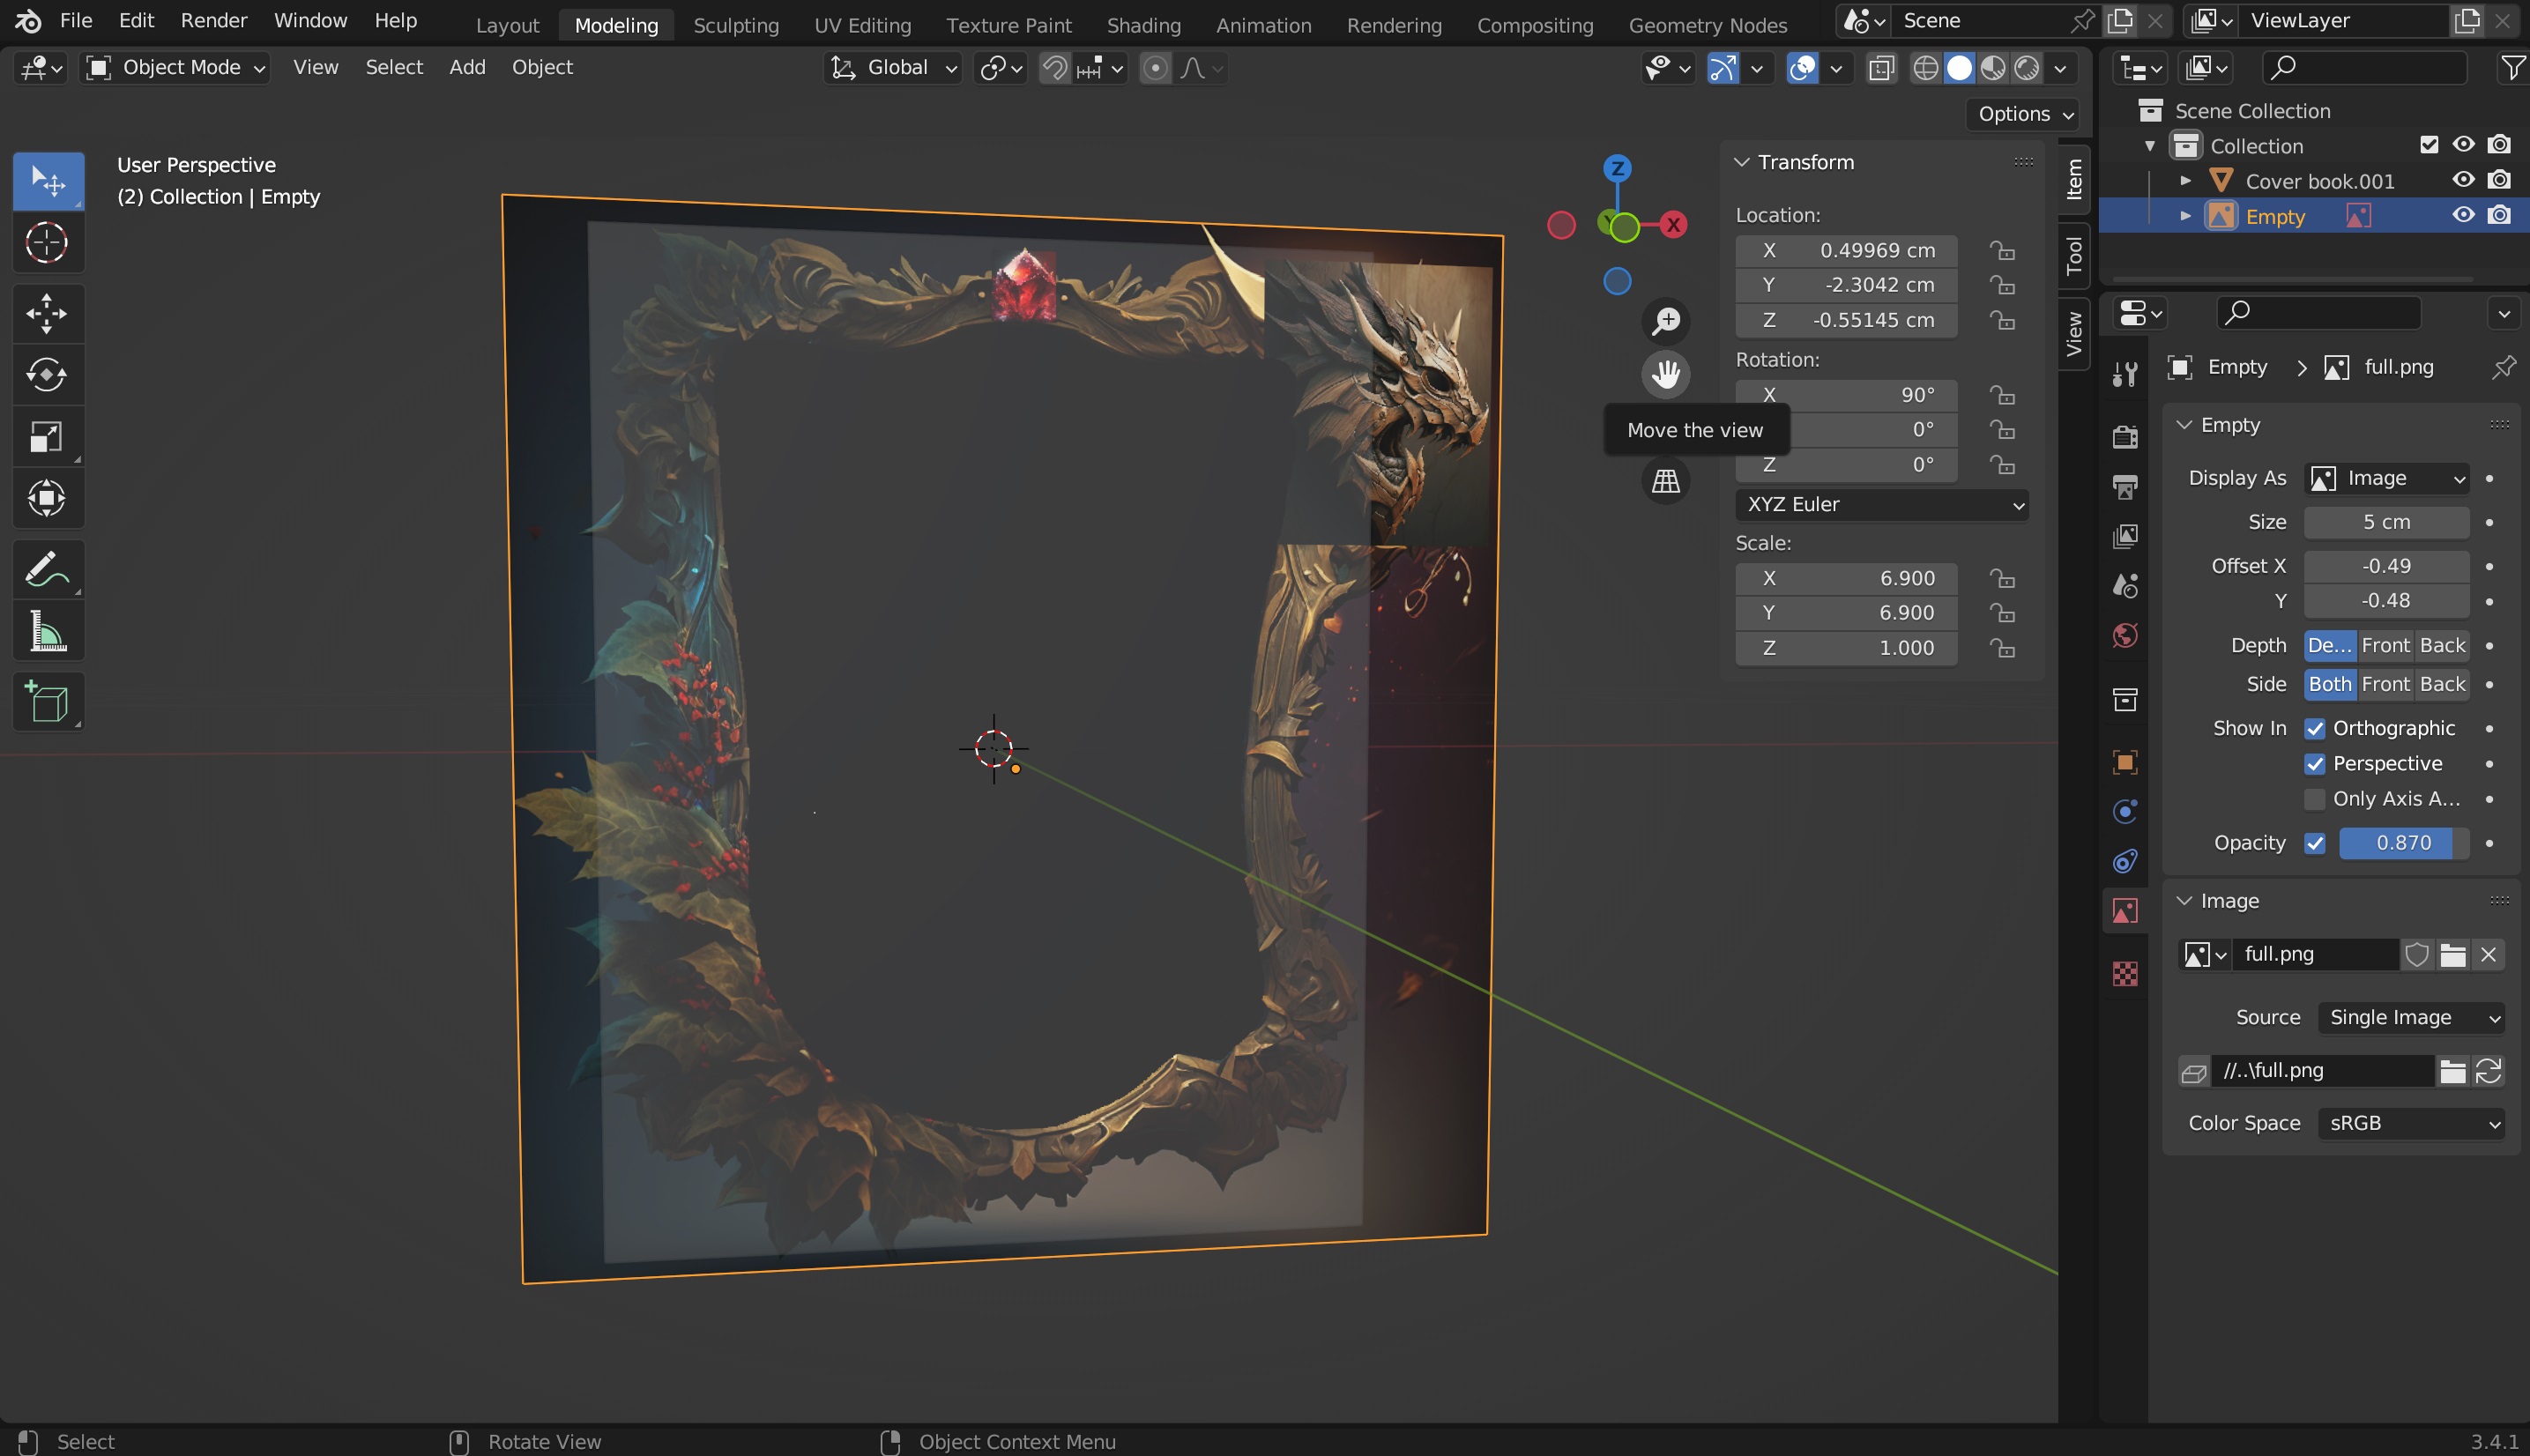 File Edit Render Window Help Layout Modeling Sculpting UV Editing Texture Paint Shading Animation Rendering Compositing Geometry Nodes Scene ViewLayer
Object Mode View Select Add Object Global
Options
User Perspective
(2) Collection | Empty
Z
X
Y
Move the view
Transform
Location:
X 0.49969 cm
Y -2.3042 cm
Z -0.55145 cm
Rotation:
X 90°
0°
Z 0°
XYZ Euler
Scale:
X 6.900
Y 6.900
Z 1.000
Item
Tool
View
Scene Collection
Collection
Cover book.001
Empty
Empty > full.png
Empty
Display As Image
Size 5 cm
Offset X -0.49
Y -0.48
Depth De... Front Back
Side Both Front Back
Show In Orthographic
Perspective
Only Axis A...
Opacity 0.870
Image
full.png
Source Single Image
//..\full.png
Color Space sRGB
Select Rotate View Object Context Menu 3.4.1